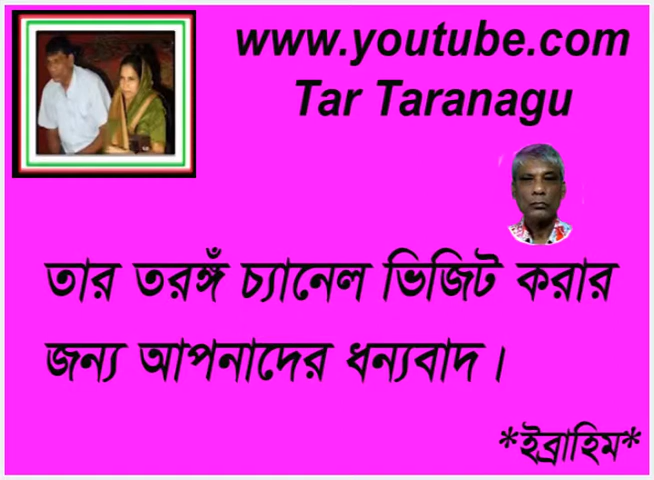 www.youtube.com
Tar Taranagu
তার তরঙ্গঁ চ্যানেল ভিজিট করার
জন্য আপনাদের ধন্যবাদ।
*ইব্রাহিম*